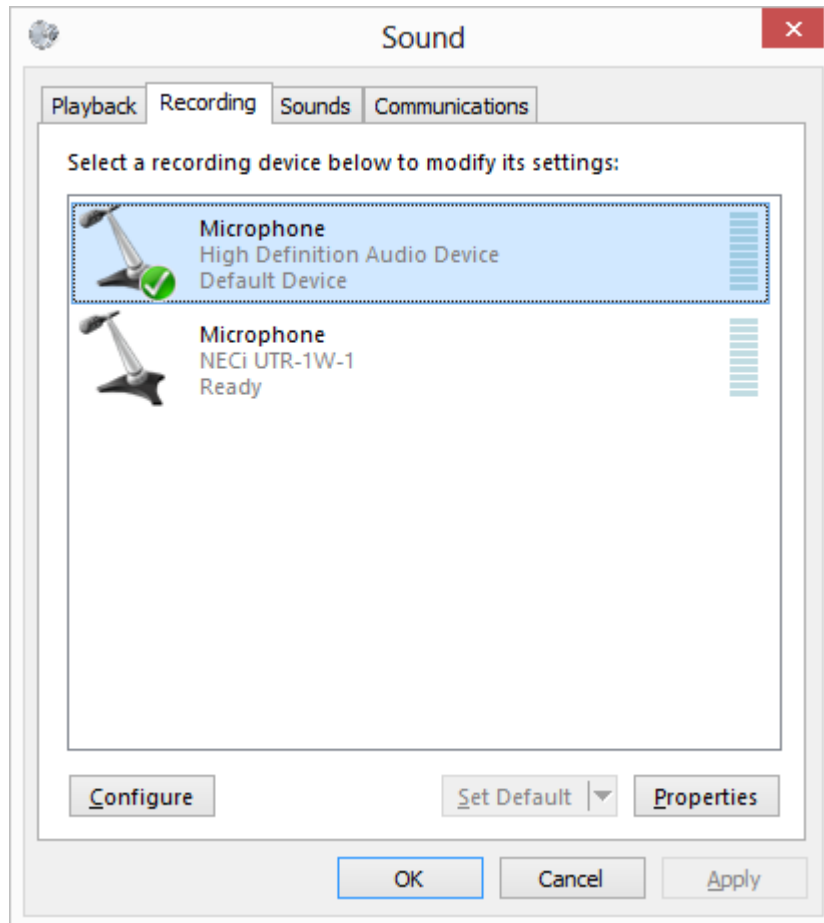 Sound
Playback Recording Sounds Communications
Select a recording device below to modify its settings:
Microphone
High Definition Audio Device
Default Device
Microphone
NECi UTR-1W-1
Ready
Configure Set Default Properties
OK Cancel Apply